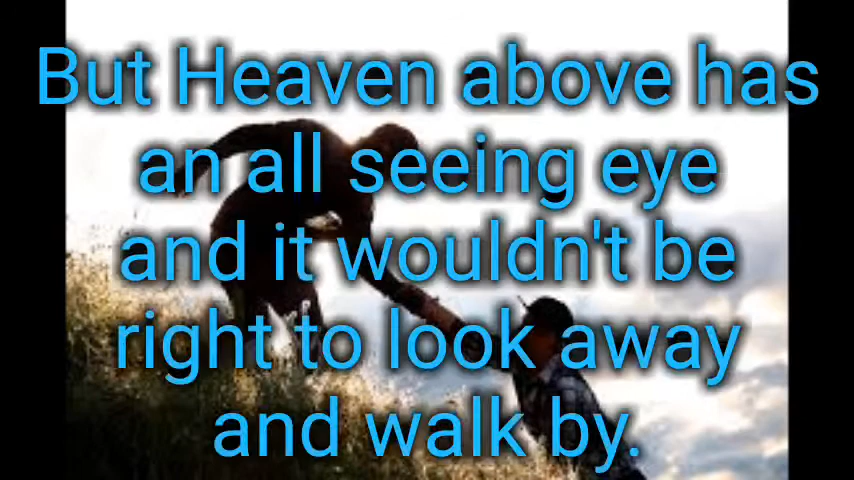 But Heaven above has
an all seeing eye
and it wouldn't be
right to look away
and walk by.